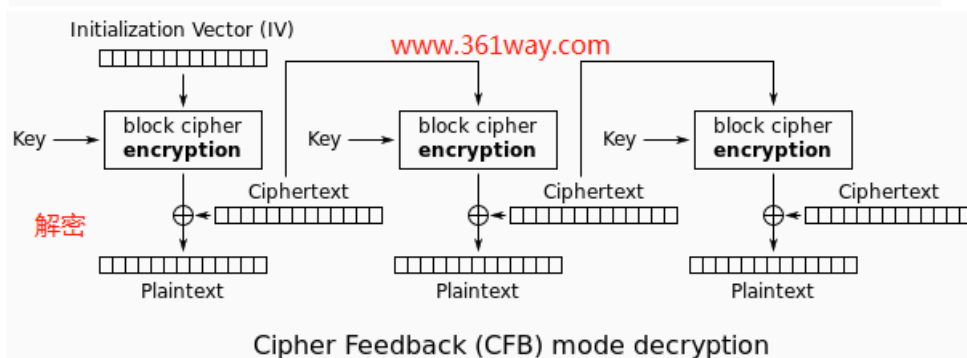 Initialization Vector (IV)
www.361way.com
Key
block cipher
encryption
Key
block cipher
encryption
Key
block cipher
encryption
Ciphertext
Ciphertext
Ciphertext
解密
Plaintext
Plaintext
Plaintext
Cipher Feedback (CFB) mode decryption